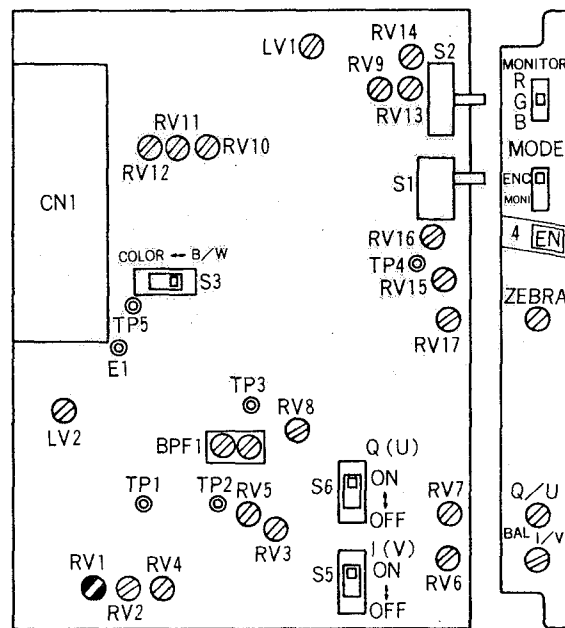 LV1
RV14
S2
RV9
RV13
RV11
RV10
RV12
CN1
S1
RV16
COLOR ↔ B/W
S3
TP4
RV15
TP5
RV17
E1
TP3
RV8
LV2
BPF1
Q (U)
S6
ON
OFF
TP1
TP2
RV5
RV7
RV3
I (V)
S5
ON
OFF
RV6
RV1
RV4
RV2
MONITOR
R
G
B
MODE
ENC
MONI
4 EN
ZEBRA
Q/U
BAL I/V